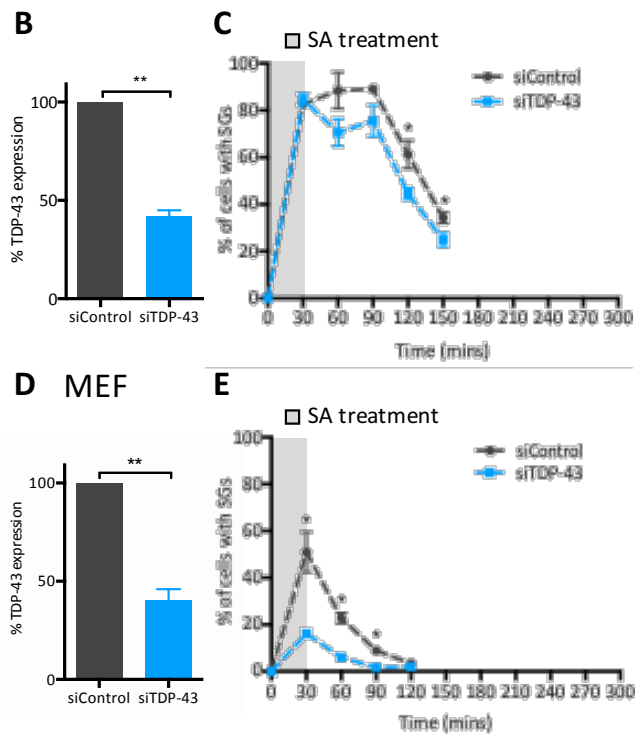 B
**
100
50
0
% TDP-43 expression
siControl siTDP-43
C
SA treatment
siControl
siTDP-43
100
80
60
40
20
0
% of cells with SGs
*
*
0 30 60 90 120 150 180 210 240 270 300
Time (mins)
D MEF
**
100
50
0
% TDP-43 expression
siControl siTDP-43
E
SA treatment
siControl
siTDP-43
100
80
60
40
20
0
% of cells with SGs
*
*
*
0 30 60 90 120 150 180 210 240 270 300
Time (mins)